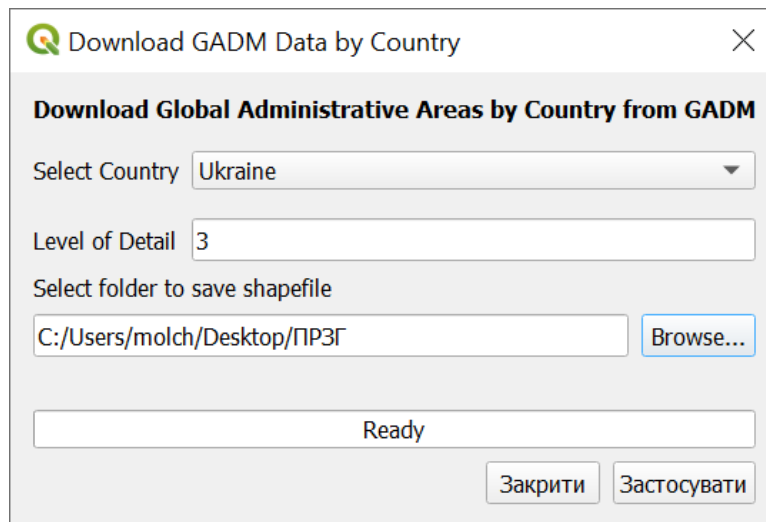 Download GADM Data by Country
Download Global Administrative Areas by Country from GADM
Select Country Ukraine
Level of Detail 3
Select folder to save shapefile
C:/Users/molch/Desktop/ПРЗГ Browse...
Ready
Закрити Застосувати